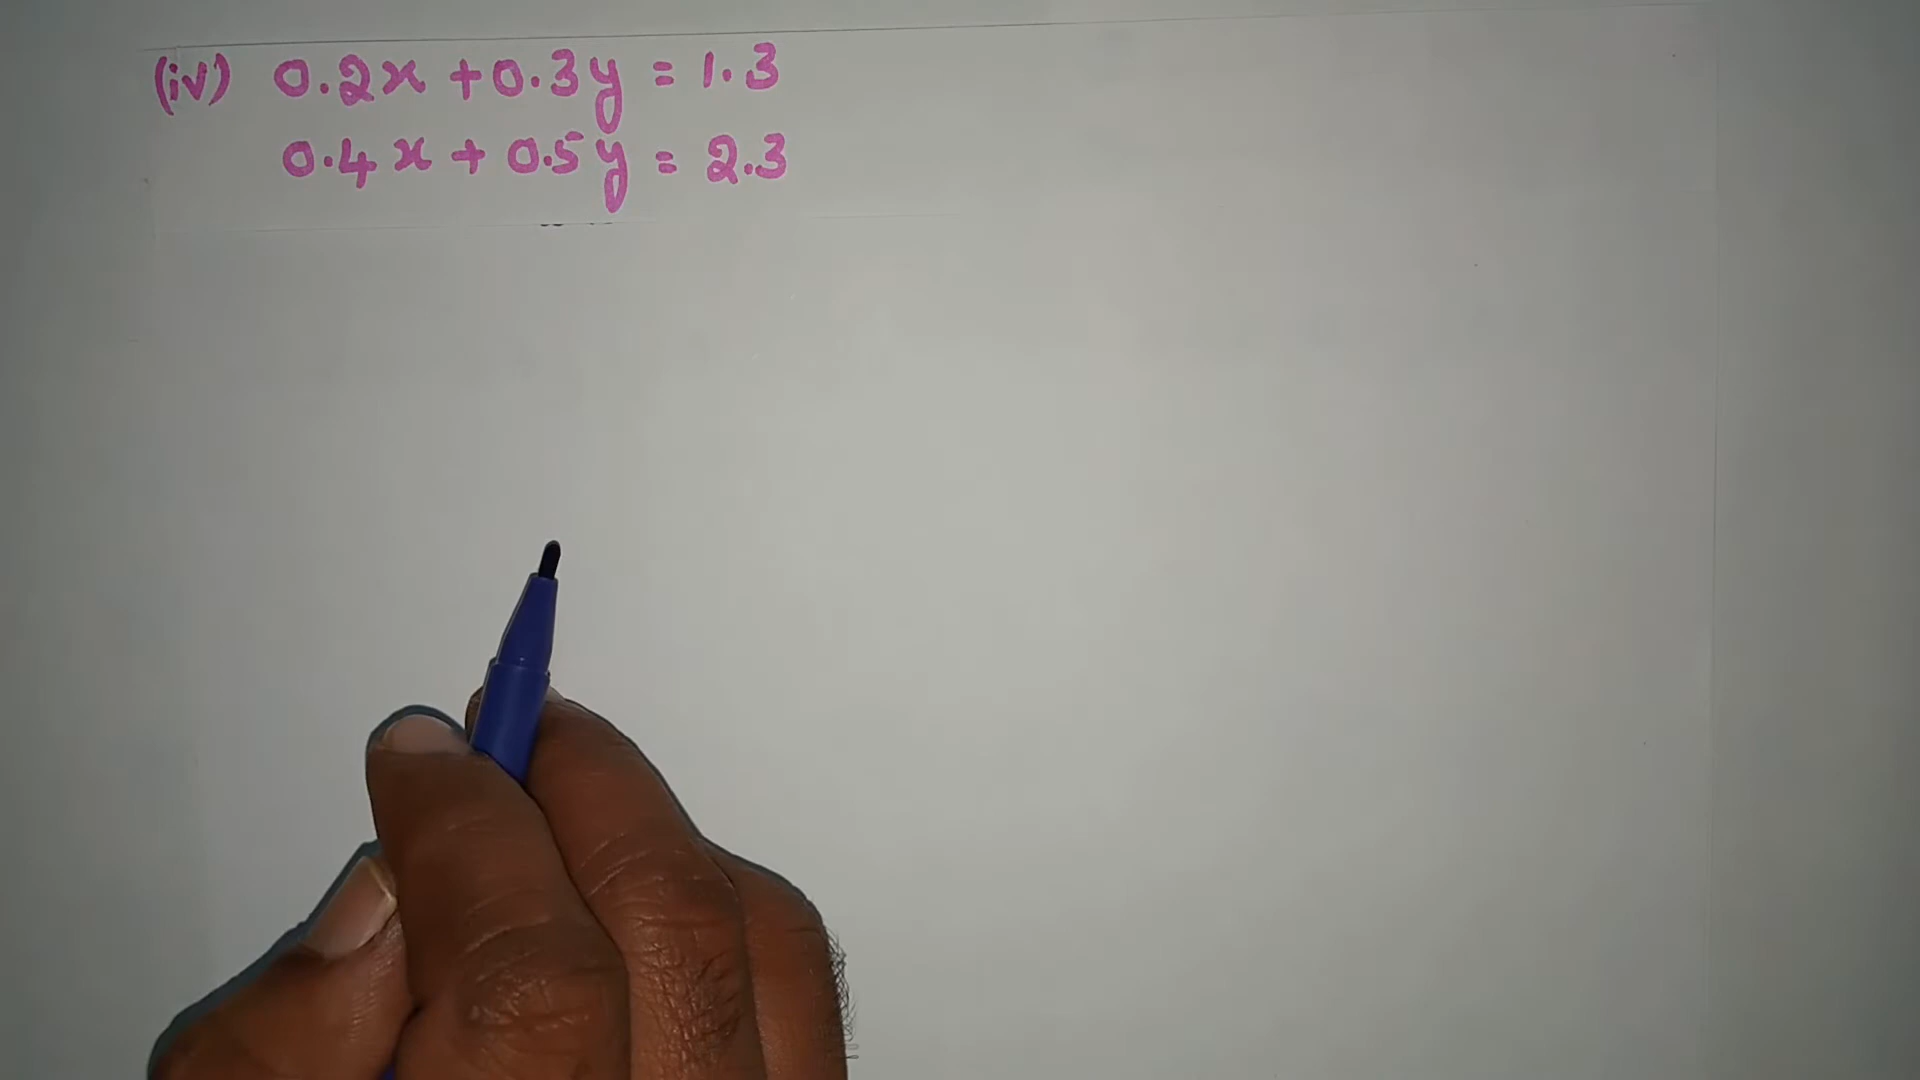 (iv) 0.2x + 0.3y = 1.3
0.4x + 0.5y = 2.3